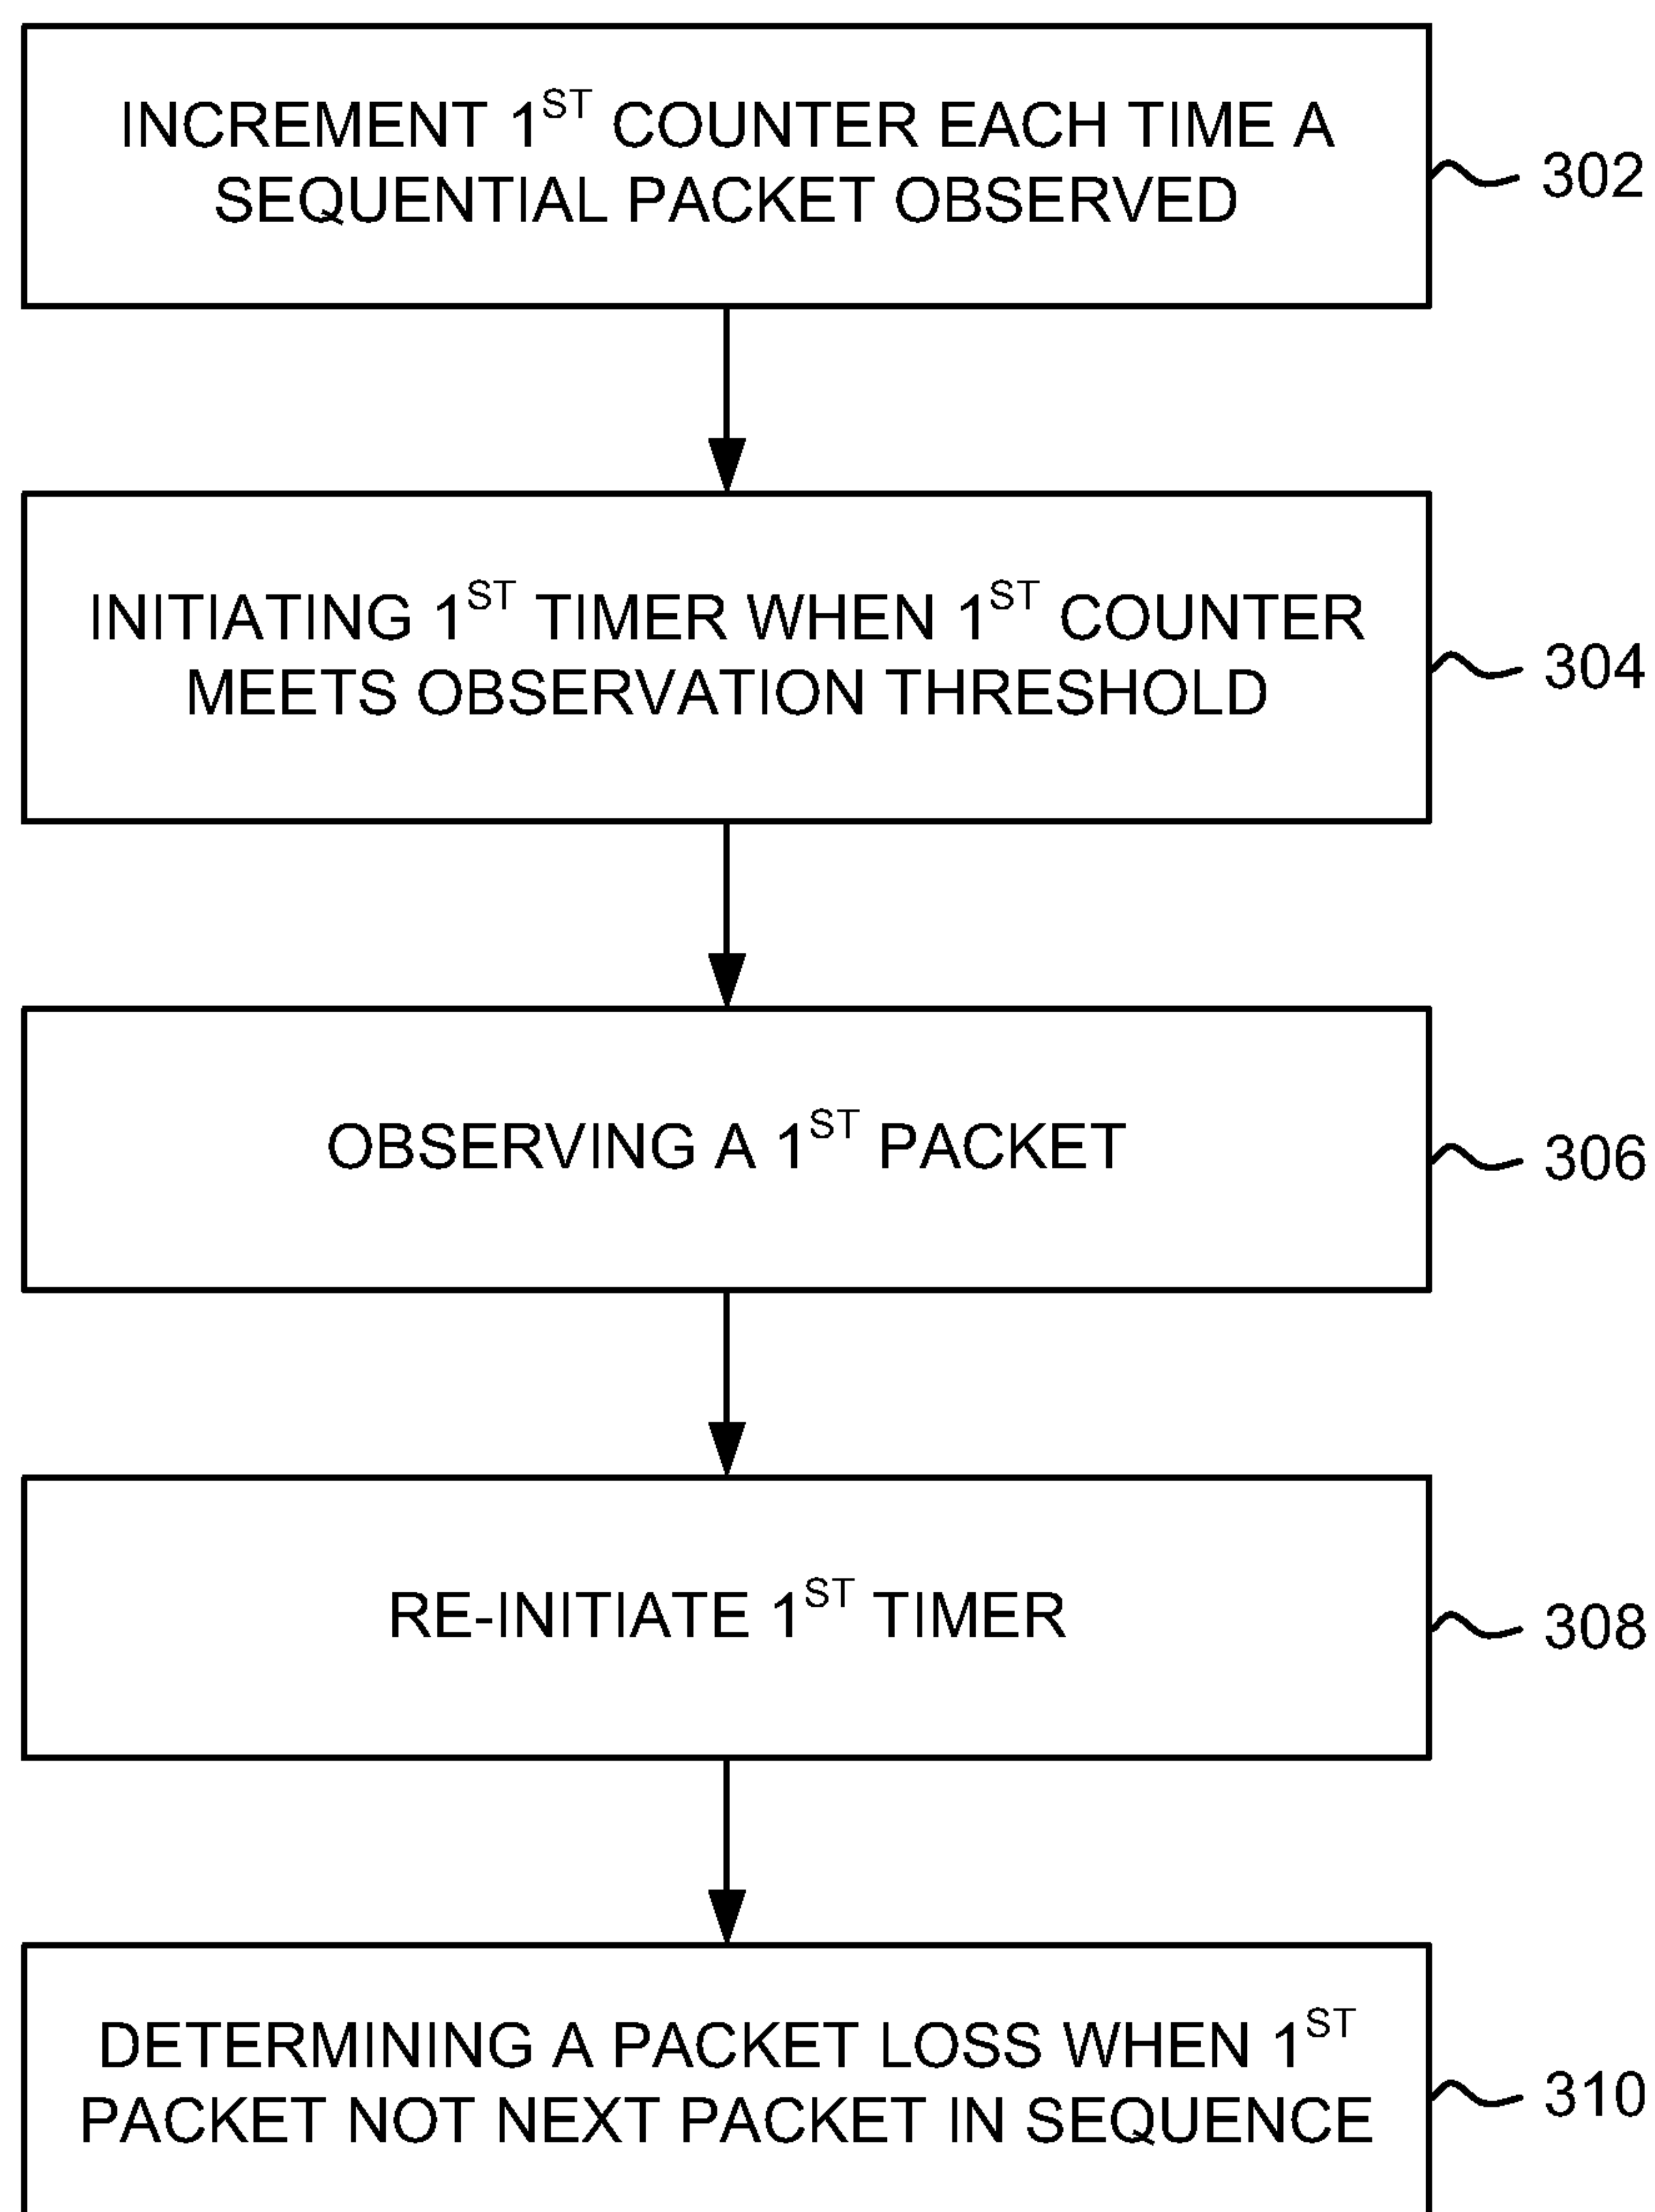 INCREMENT 1ST COUNTER EACH TIME A
SEQUENTIAL PACKET OBSERVED
302
INITIATING 1ST TIMER WHEN 1ST COUNTER
MEETS OBSERVATION THRESHOLD
304
OBSERVING A 1ST PACKET
306
RE-INITIATE 1ST TIMER
308
DETERMINING A PACKET LOSS WHEN 1ST
PACKET NOT NEXT PACKET IN SEQUENCE
310